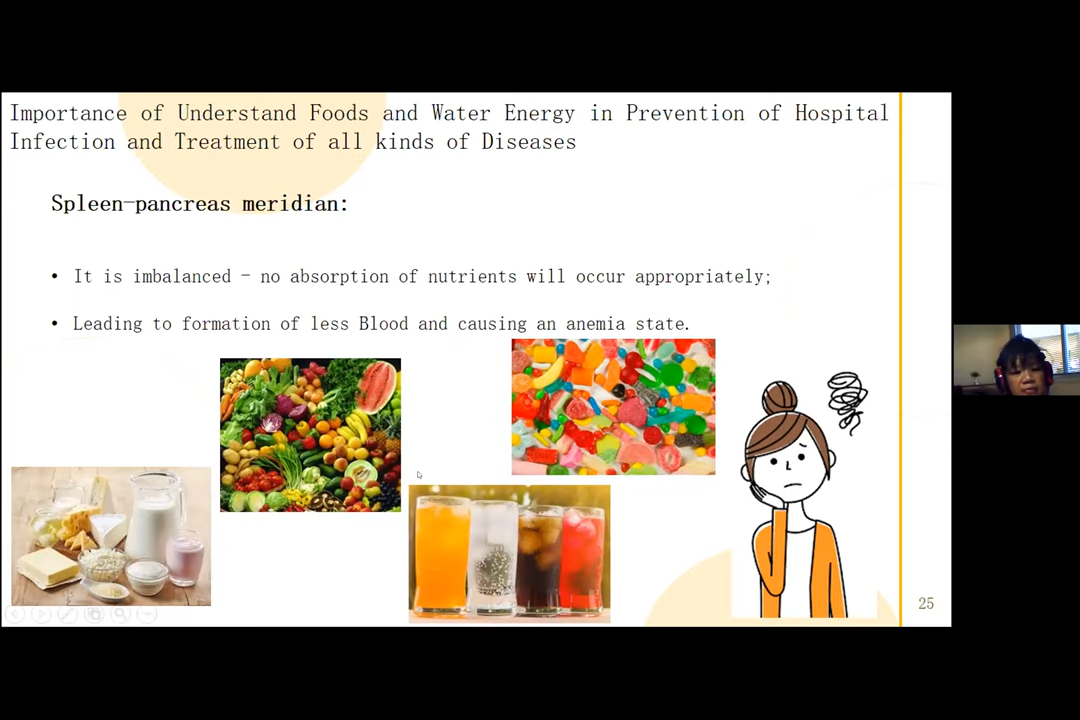 Importance of Understand Foods and Water Energy in Prevention of Hospital
Infection and Treatment of all kinds of Diseases
Spleen-pancreas meridian:
• It is imbalanced - no absorption of nutrients will occur appropriately;
• Leading to formation of less Blood and causing an anemia state.
25